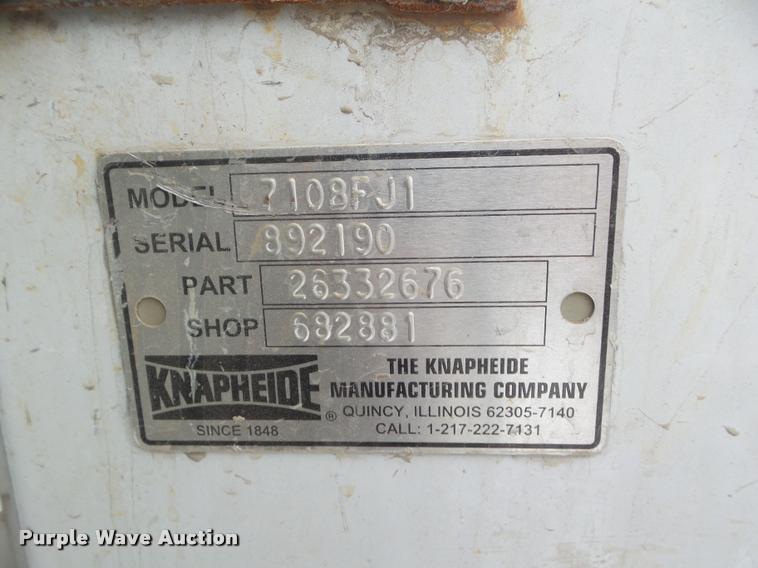 MODEL 7108FJ1
SERIAL 892190
PART 26332676
SHOP 682881
KNAPHEIDE ®
SINCE 1848
THE KNAPHEIDE
MANUFACTURING COMPANY
QUINCY, ILLINOIS 62305-7140
CALL: 1-217-222-7131
Purple Wave Auction